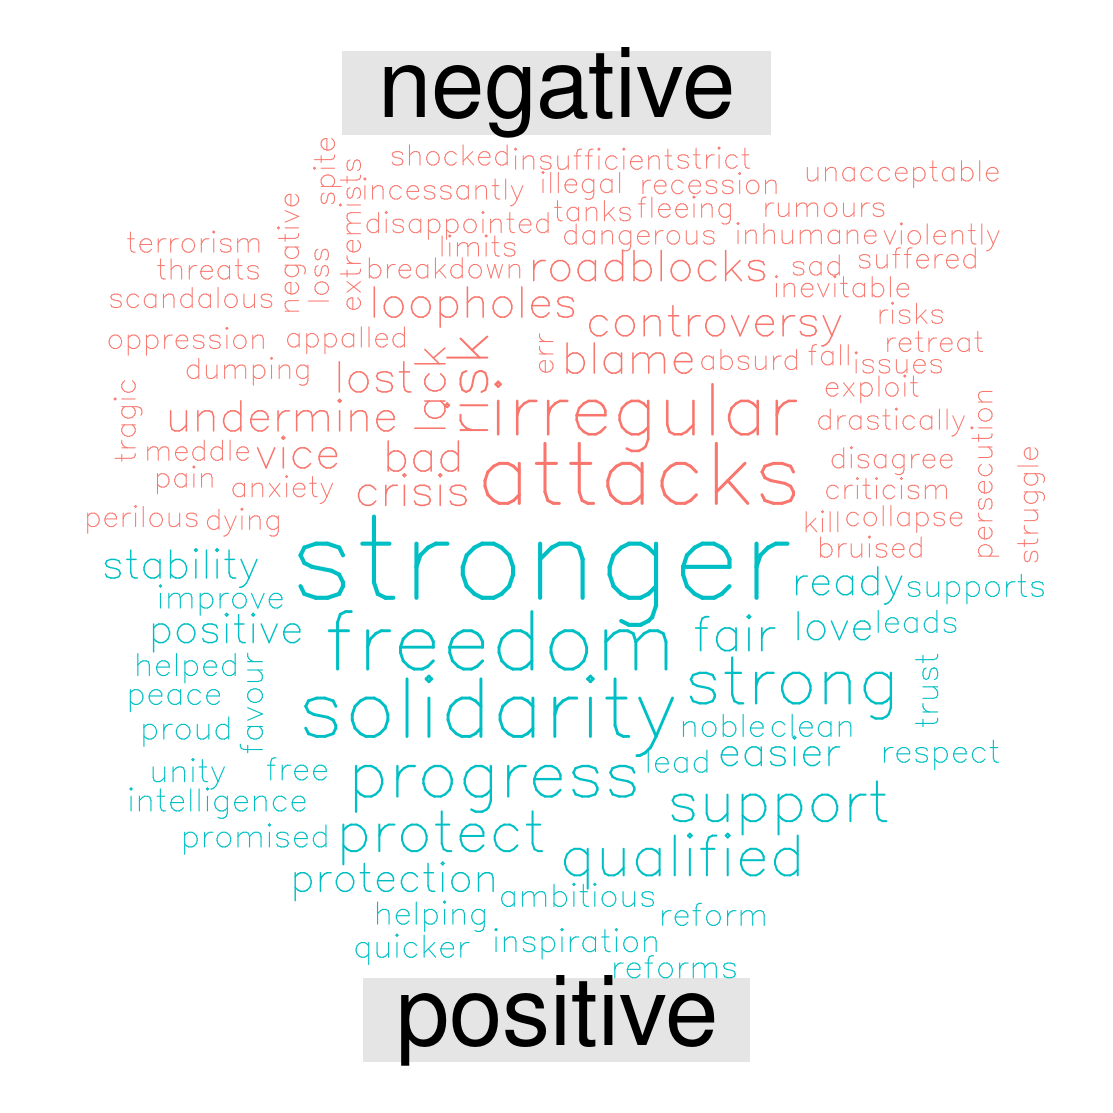 negative
shocked insufficient strict
spite
extremists
incessantly illegal recession unacceptable
negative
loss
disappointed tanks fleeing rumours
terrorism limits dangerous inhumane violently
threats breakdown roadblocks sad suffered
scandalous loopholes inevitable
controversy risks
oppression appalled err blame absurd fall issues retreat
dumping lost lack risk exploit
tragic
undermine irregular drastically
persecution
struggle
meddle vice bad attacks disagree
pain anxiety crisis criticism
perilous dying kill collapse
bruised
stability stronger ready supports
improve
positive freedom fair love leads
helped
favour
peace solidarity strong trust
proud noble clean
unity free progress lead easier respect
intelligence support
promised protect qualified
protection ambitious
helping reform
quicker inspiration
reforms
positive